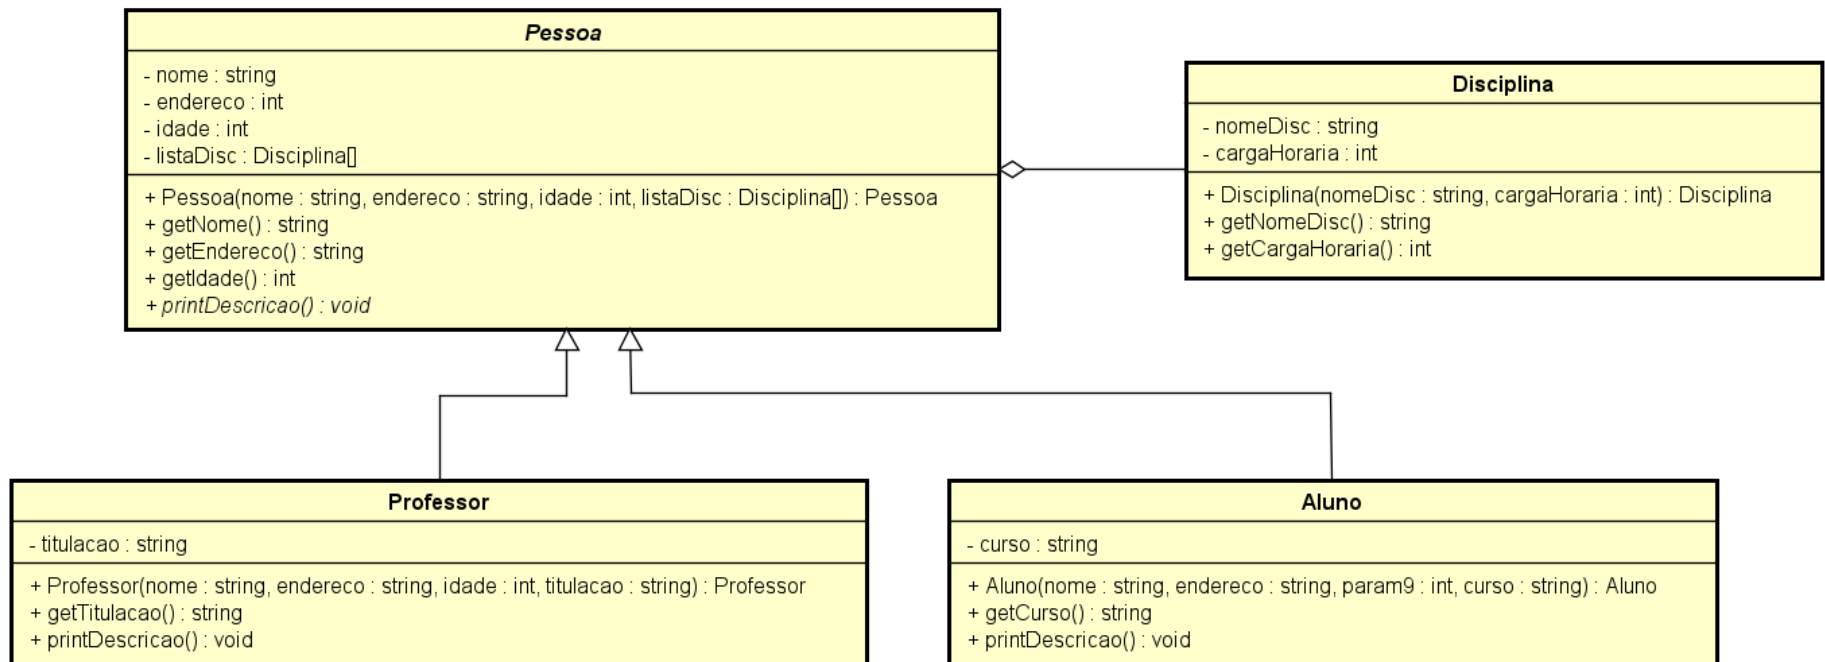 Pessoa
- nome : string
- endereco : int
- idade : int
- listaDisc : Disciplina[]
+ Pessoa(nome : string, endereco : string, idade : int, listaDisc : Disciplina[]) : Pessoa
+ getNome() : string
+ getEndereco() : string
+ getIdade() : int
+ printDescricao() : void
Disciplina
- nomeDisc : string
- cargaHoraria : int
+ Disciplina(nomeDisc : string, cargaHoraria : int) : Disciplina
+ getNomeDisc() : string
+ getCargaHoraria() : int
Professor
- titulacao : string
+ Professor(nome : string, endereco : string, idade : int, titulacao : string) : Professor
+ getTitulacao() : string
+ printDescricao() : void
Aluno
- curso : string
+ Aluno(nome : string, endereco : string, param9 : int, curso : string) : Aluno
+ getCurso() : string
+ printDescricao() : void